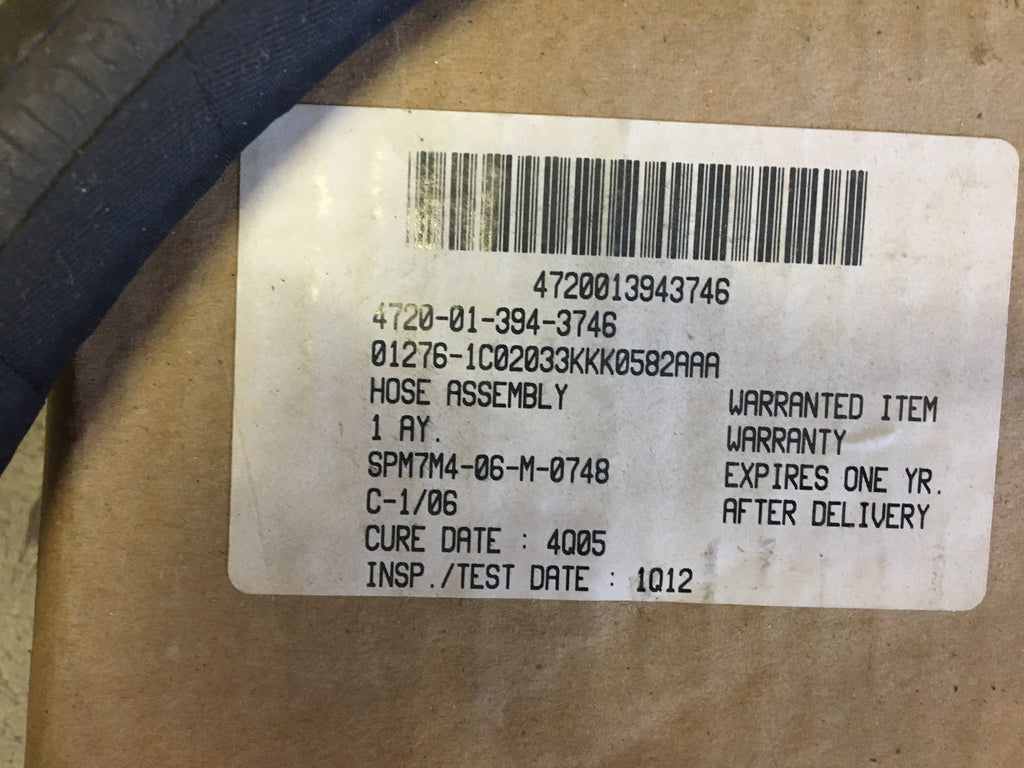 4720013943746
4720-01-394-3746
01276-1C02033KKK0582AAA
HOSE ASSEMBLY
1 AY.
SPM7M4-06-M-0748
C-1/06
CURE DATE : 4Q05
INSP./TEST DATE : 1Q12
WARRANTED ITEM
WARRANTY
EXPIRES ONE YR.
AFTER DELIVERY